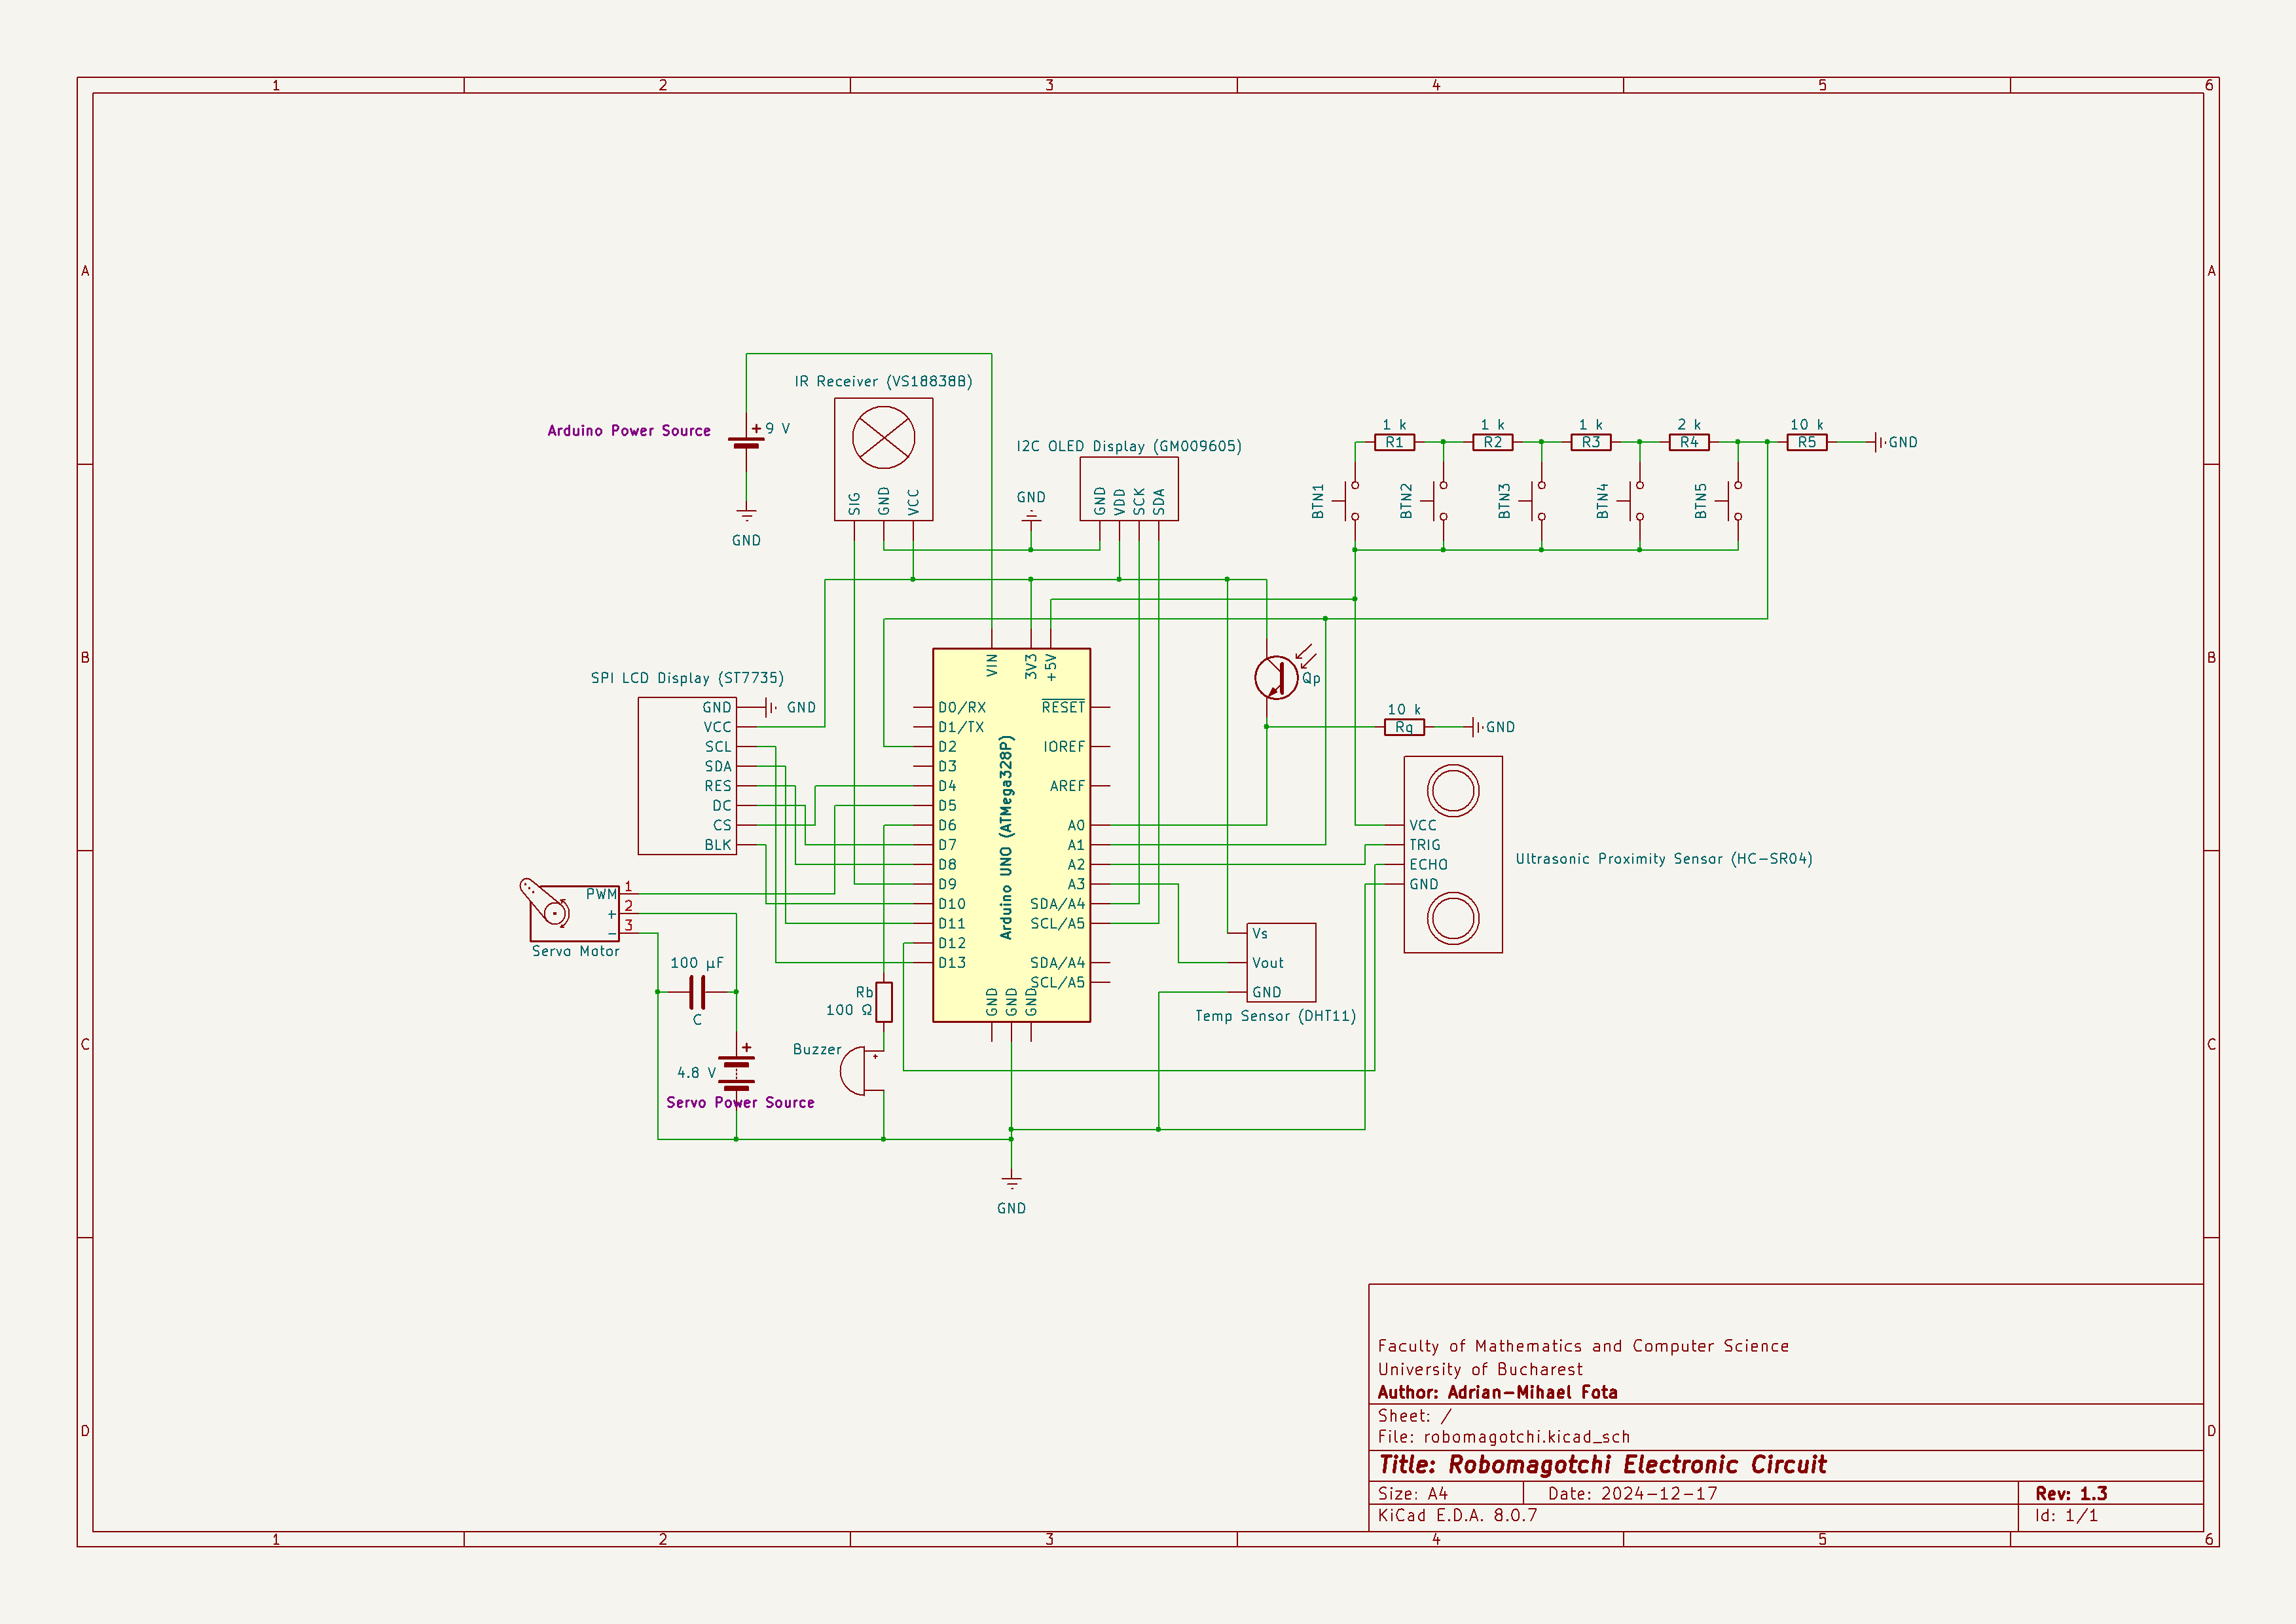 1 2 3 4 5 6
A A
B B
C C
D D
1 2 3 4 5 6
Arduino Power Source
+ 9 V
GND
IR Receiver (VS18838B)
SIG
GND
VCC
GND
I2C OLED Display (GM009605)
GND
VDD
SCK
SDA
1 k
R1
1 k
R2
1 k
R3
2 k
R4
10 k
R5
GND
BTN1
BTN2
BTN3
BTN4
BTN5
SPI LCD Display (ST7735)
GND
VCC
SCL
SDA
RES
DC
CS
BLK
GND
Arduino UNO (ATMega328P)
VIN
3V3
+5V
D0/RX
D1/TX
D2
D3
D4
D5
D6
D7
D8
D9
D10
D11
D12
D13
RESET
IOREF
AREF
A0
A1
A2
A3
SDA/A4
SCL/A5
SDA/A4
SCL/A5
GND
GND
GND
Qp
10 k
Rq
GND
VCC
TRIG
ECHO
GND
Ultrasonic Proximity Sensor (HC-SR04)
Vs
Vout
GND
Temp Sensor (DHT11)
PWM 1
+ 2
− 3
Servo Motor
100 µF
C
+
4.8 V
Servo Power Source
Rb
100 Ω
Buzzer
+
GND
Faculty of Mathematics and Computer Science
University of Bucharest
Author: Adrian-Mihael Fota
Sheet: /
File: robomagotchi.kicad_sch
Title: Robomagotchi Electronic Circuit
Size: A4 Date: 2024-12-17 Rev: 1.3
KiCad E.D.A. 8.0.7 Id: 1/1